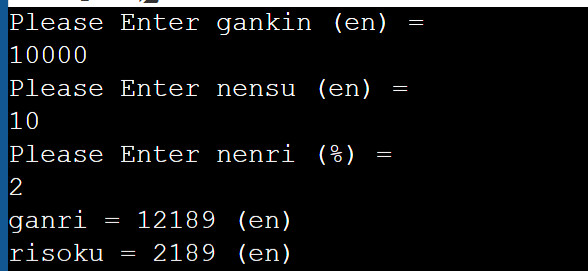 Please Enter gankin (en) =
10000
Please Enter nensu (en) =
10
Please Enter nenri (%) =
2
ganri = 12189 (en)
risoku = 2189 (en)